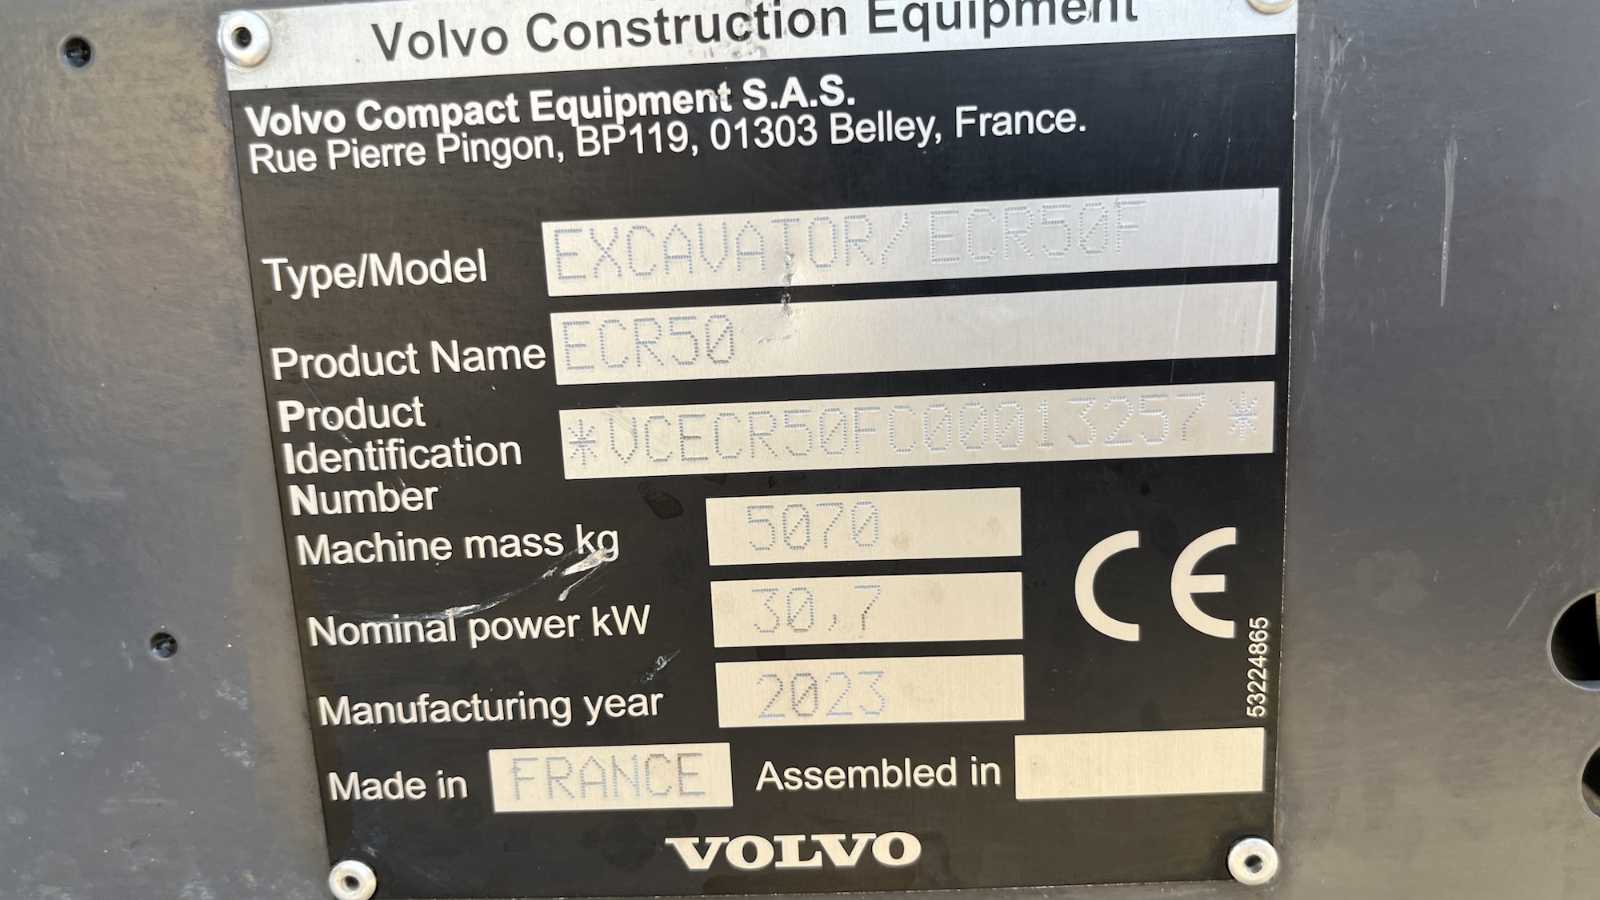 Volvo Construction Equipment
Volvo Compact Equipment S.A.S.
Rue Pierre Pingon, BP119, 01303 Belley, France.
Type/Model EXCAVATOR/ECR50F
Product Name ECR50
Product
Identification
Number *VCECR50FC00013257*
Machine mass kg 5070
Nominal power kW 30,7
Manufacturing year 2023
Made in FRANCE Assembled in
CE
53224865
VOLVO